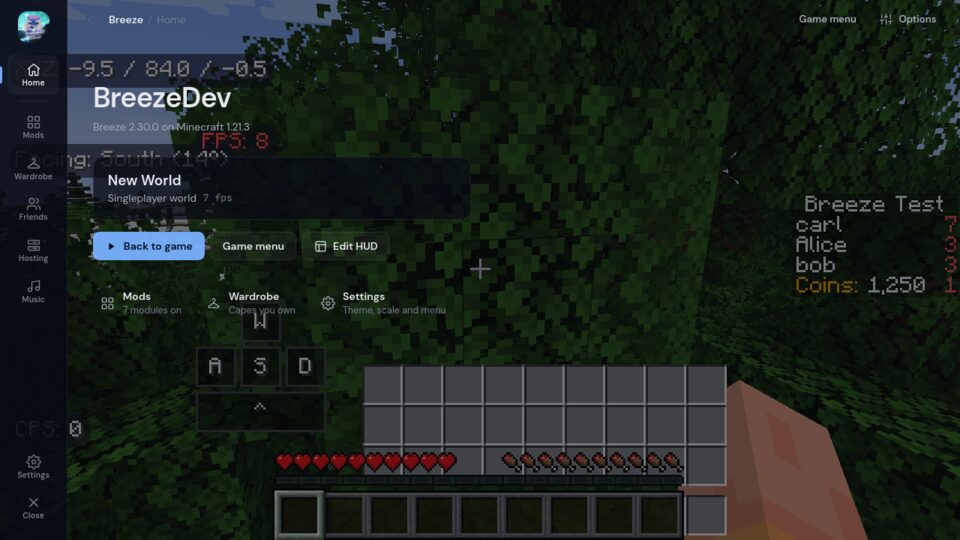 Breeze / Home
Game menu
Options
-9.5 / 84.0 / -0.5
Home
BreezeDev
Breeze 2.30.0 on Minecraft 1.21.3
FPS: 8
Mods
Facing: South (149)
Wardrobe
New World
Singleplayer world 7 fps
Friends
Breeze Test
carl 7
Alice 3
bob 3
Coins: 1,250 1
Hosting
Back to game
Game menu
Edit HUD
Music
Mods
7 modules on
Wardrobe
Capes you own
Settings
Theme, scale and menu
W
A
S
D
^
CPS: 0
Settings
Close